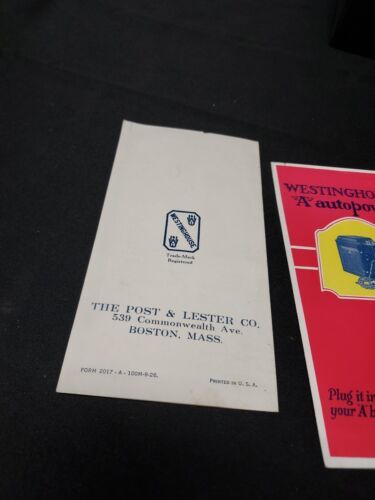 WESTINGHOUSE
Trade-Mark
Registered
THE POST & LESTER CO.
539 Commonwealth Ave.
BOSTON, MASS.
FORM 2017-A-100M-9-26.
PRINTED IN U. S. A.
WESTINGHO
"A" autopow
Plug it in
your "A" b